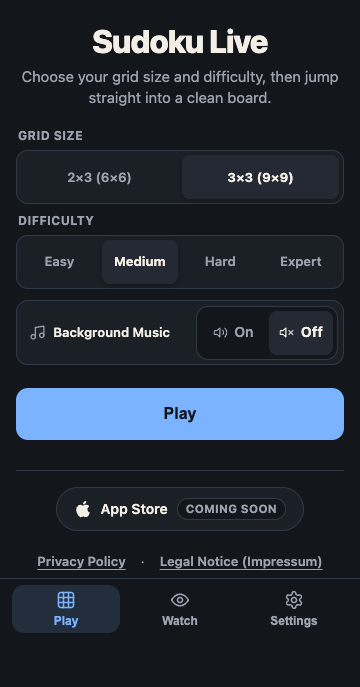 Sudoku Live
Choose your grid size and difficulty, then jump
straight into a clean board.
GRID SIZE
2×3 (6×6) 3×3 (9×9)
DIFFICULTY
Easy Medium Hard Expert
Background Music On Off
Play
App Store COMING SOON
Privacy Policy · Legal Notice (Impressum)
Play Watch Settings